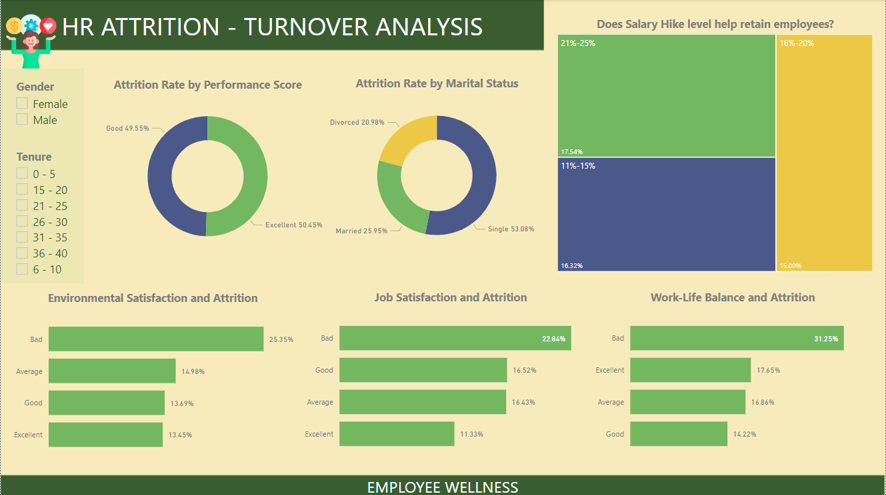 HR ATTRITION - TURNOVER ANALYSIS
Gender
Female
Male
Tenure
0 - 5
15 - 20
21 - 25
26 - 30
31 - 35
36 - 40
6 - 10
Attrition Rate by Performance Score
Good 49.55%
Excellent 50.45%
Attrition Rate by Marital Status
Divorced 20.98%
Married 25.95%
Single 53.08%
Does Salary Hike level help retain employees?
21%-25%
17.54%
11%-15%
16.32%
16%-20%
15.00%
Environmental Satisfaction and Attrition
Bad 25.35%
Average 14.98%
Good 13.69%
Excellent 13.45%
Job Satisfaction and Attrition
Bad 22.84%
Good 16.52%
Average 16.43%
Excellent 11.33%
Work-Life Balance and Attrition
Bad 31.25%
Excellent 17.65%
Average 16.86%
Good 14.22%
EMPLOYEE WELLNESS